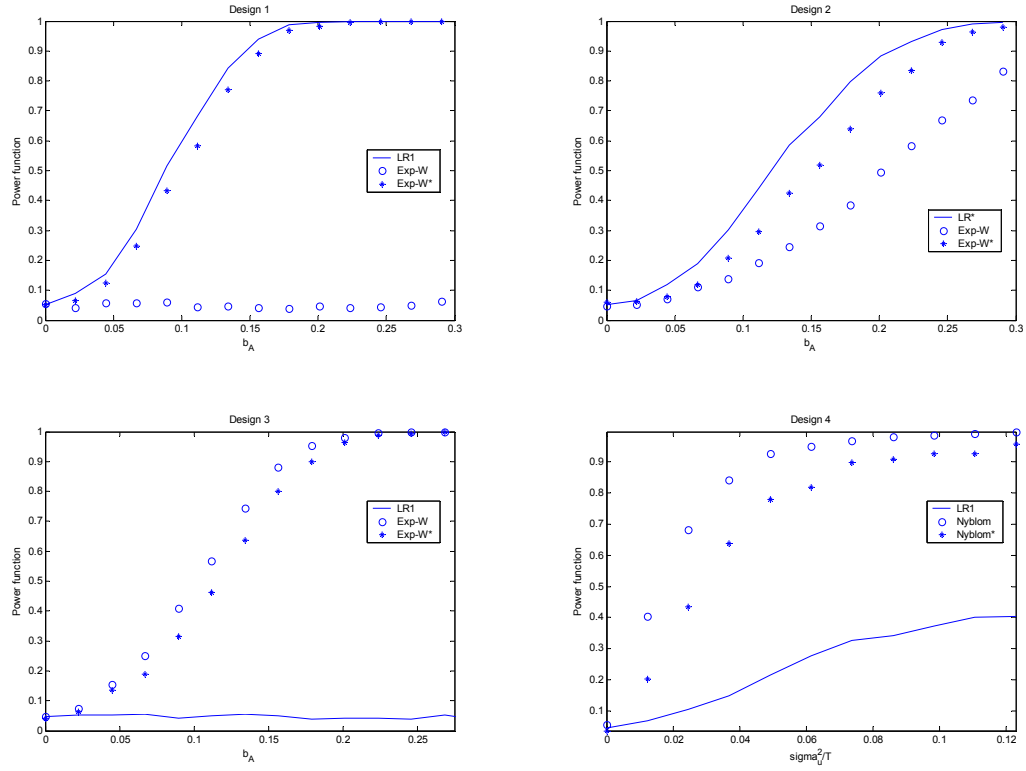 Design 1
1
0.9
0.8
0.7
0.6
0.5
0.4
0.3
0.2
0.1
0
Power function
LR1
Exp-W
Exp-W*
0 0.05 0.1 0.15 0.2 0.25 0.3
b_A
Design 2
1
0.9
0.8
0.7
0.6
0.5
0.4
0.3
0.2
0.1
0
Power function
LR*
Exp-W
Exp-W*
0 0.05 0.1 0.15 0.2 0.25 0.3
b_A
Design 3
1
0.9
0.8
0.7
0.6
0.5
0.4
0.3
0.2
0.1
0
Power function
LR1
Exp-W
Exp-W*
0 0.05 0.1 0.15 0.2 0.25
b_A
Design 4
1
0.9
0.8
0.7
0.6
0.5
0.4
0.3
0.2
0.1
0
Power function
LR1
Nyblom
Nyblom*
0 0.02 0.04 0.06 0.08 0.1 0.12
sigma_u^2/T